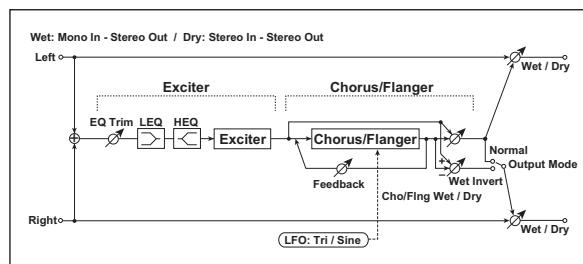 Wet: Mono In - Stereo Out / Dry: Stereo In - Stereo Out
Left
Wet / Dry
Exciter
Chorus/Flanger
EQ Trim
LEQ
HEQ
Exciter
Chorus/Flanger
Normal
Output Mode
+
–
Wet Invert
Feedback
Cho/Flng Wet / Dry
Right
Wet / Dry
LFO: Tri / Sine